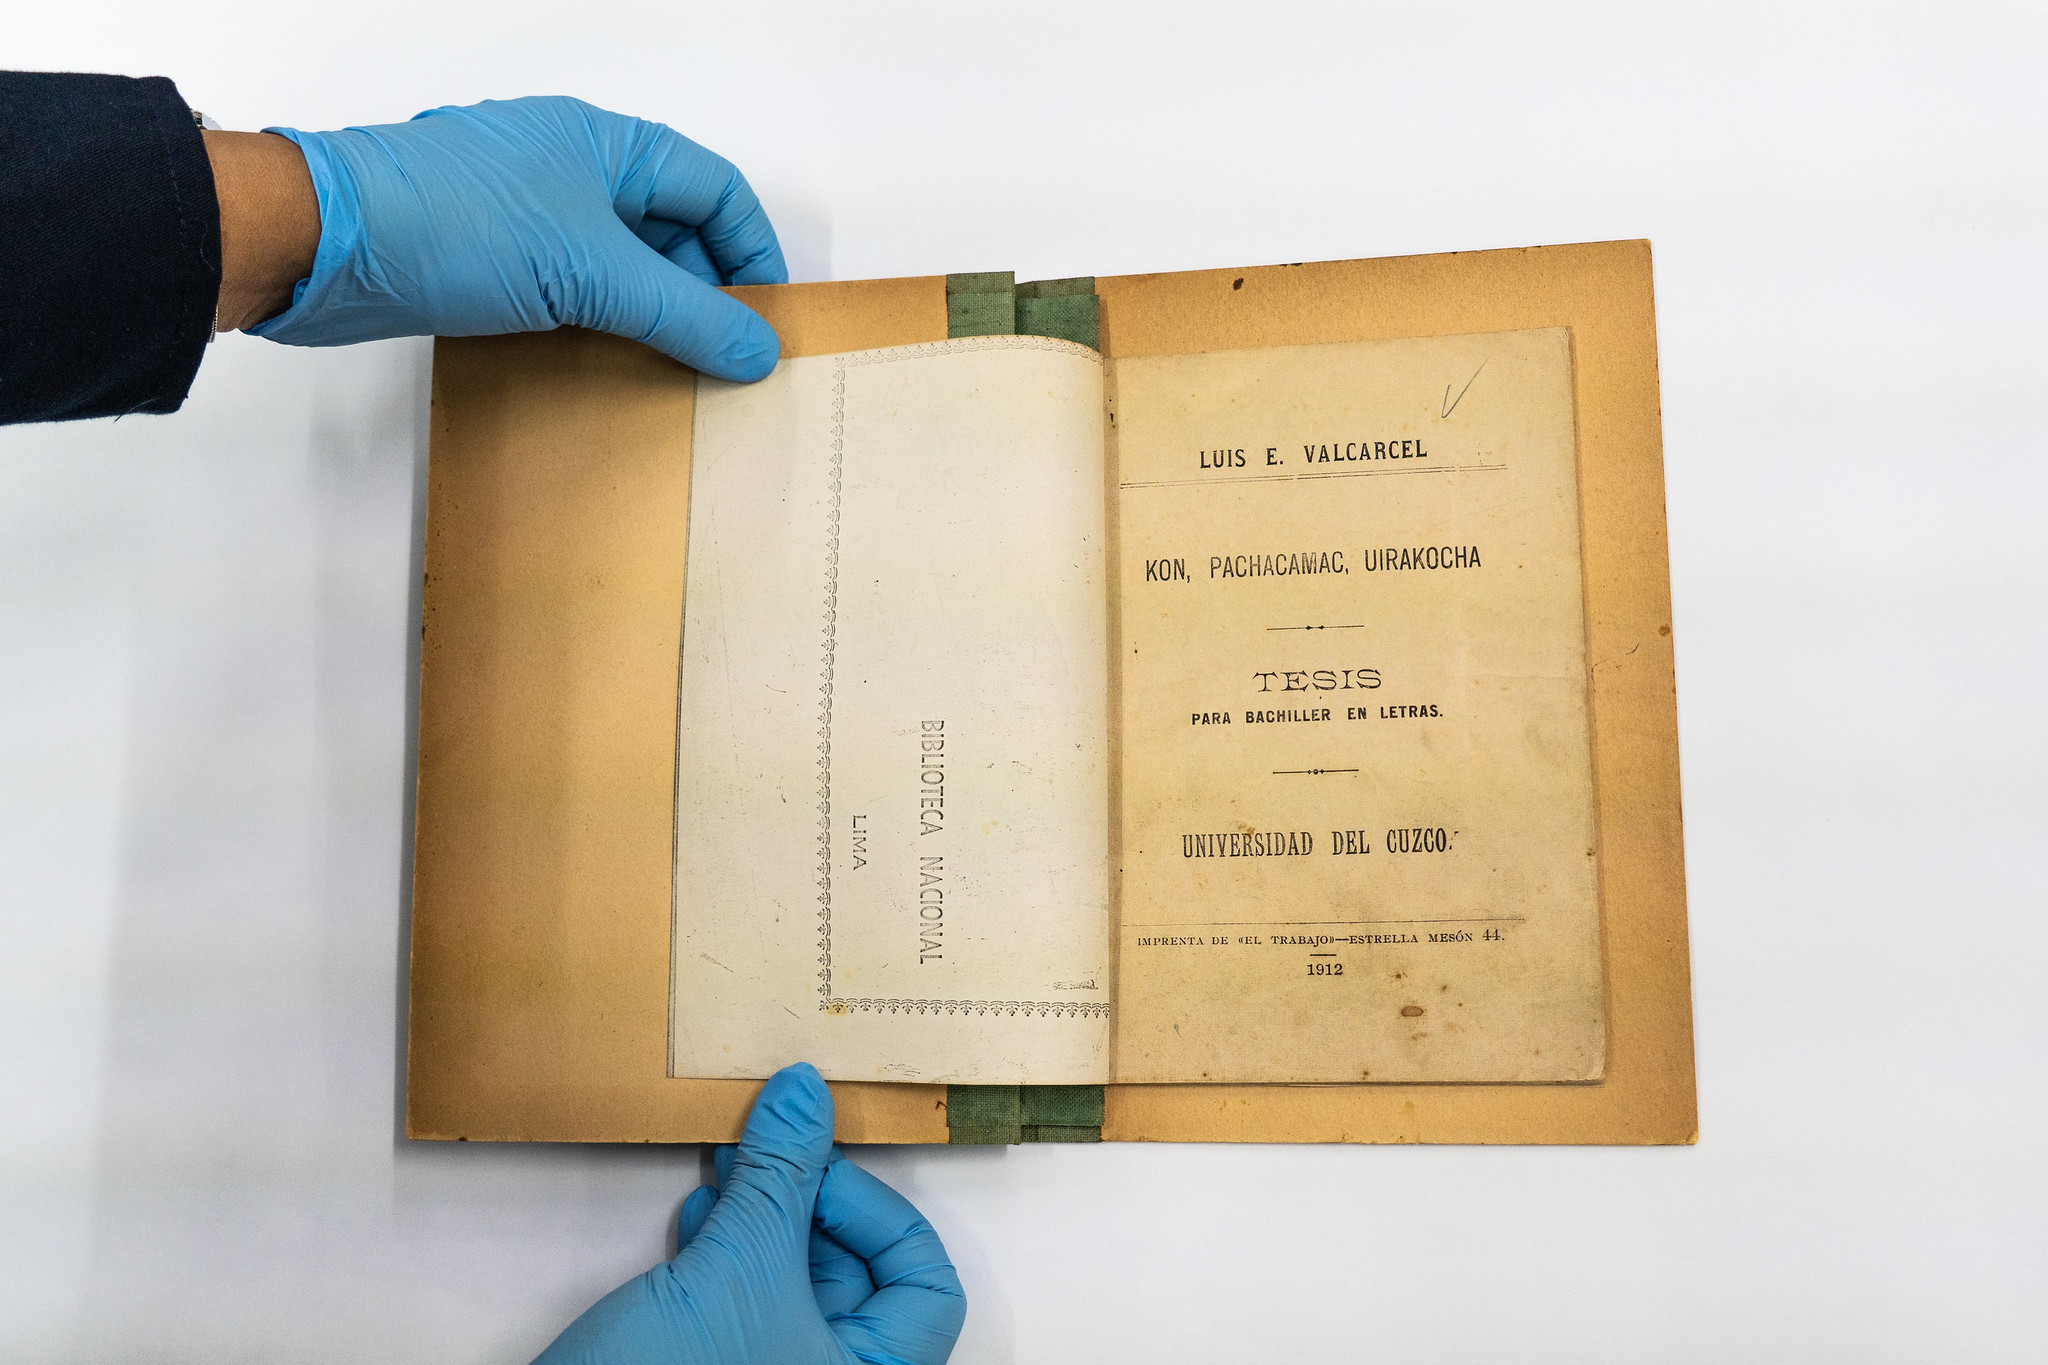 BIBLIOTECA NACIONAL
LIMA
LUIS E. VALCARCEL
KON, PACHACAMAC, UIRAKOCHA
TESIS
PARA BACHILLER EN LETRAS.
UNIVERSIDAD DEL CUZCO.
IMPRENTA DE «EL TRABAJO»—ESTRELLA MESÓN 44.
1912